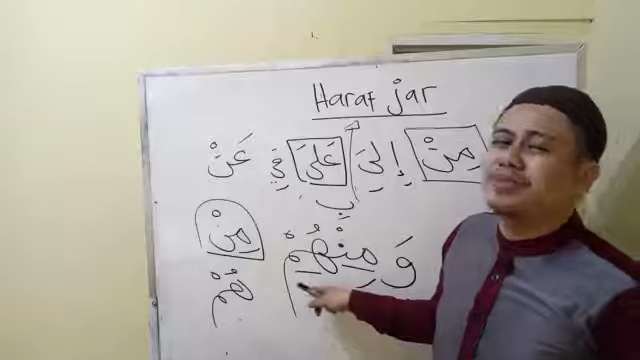 Haraf jar
مِنْ إِلَى عَلَى فِي عَنْ
بِ
وَ مِنْهُمْ
مِنْ
هُمْ